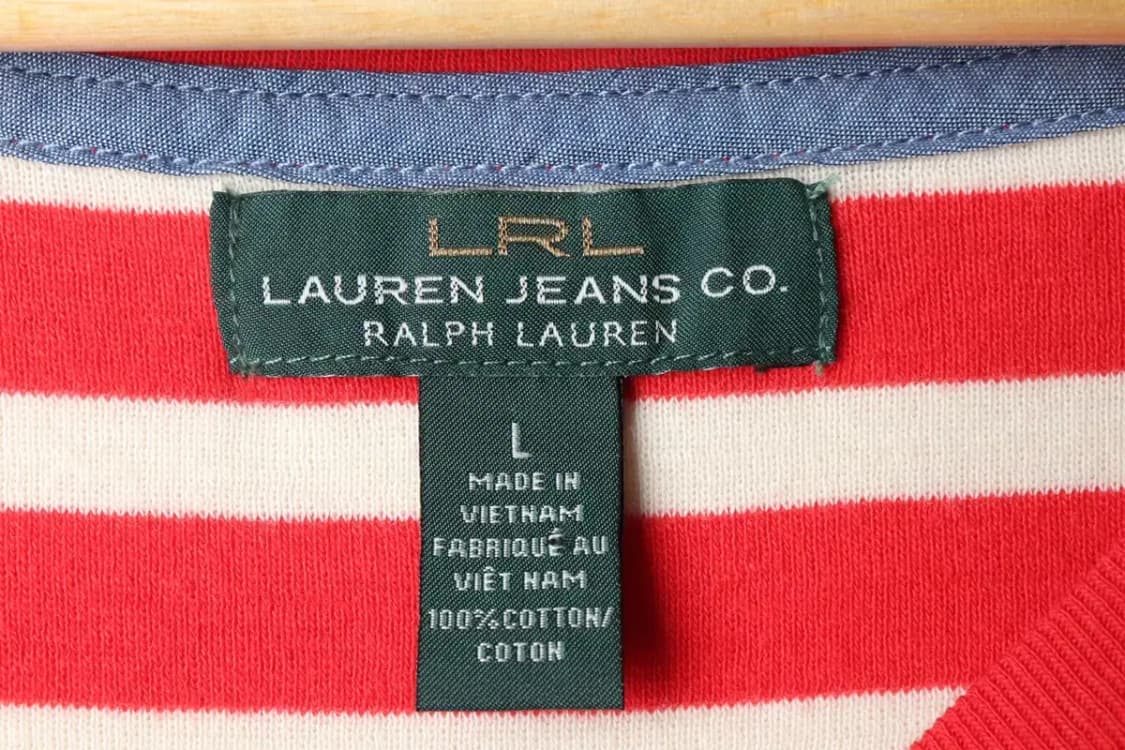 LRL
LAUREN JEANS CO.
RALPH LAUREN
L
MADE IN
VIETNAM
FABRIQUÉ AU
VIÊT NAM
100% COTTON/
COTON